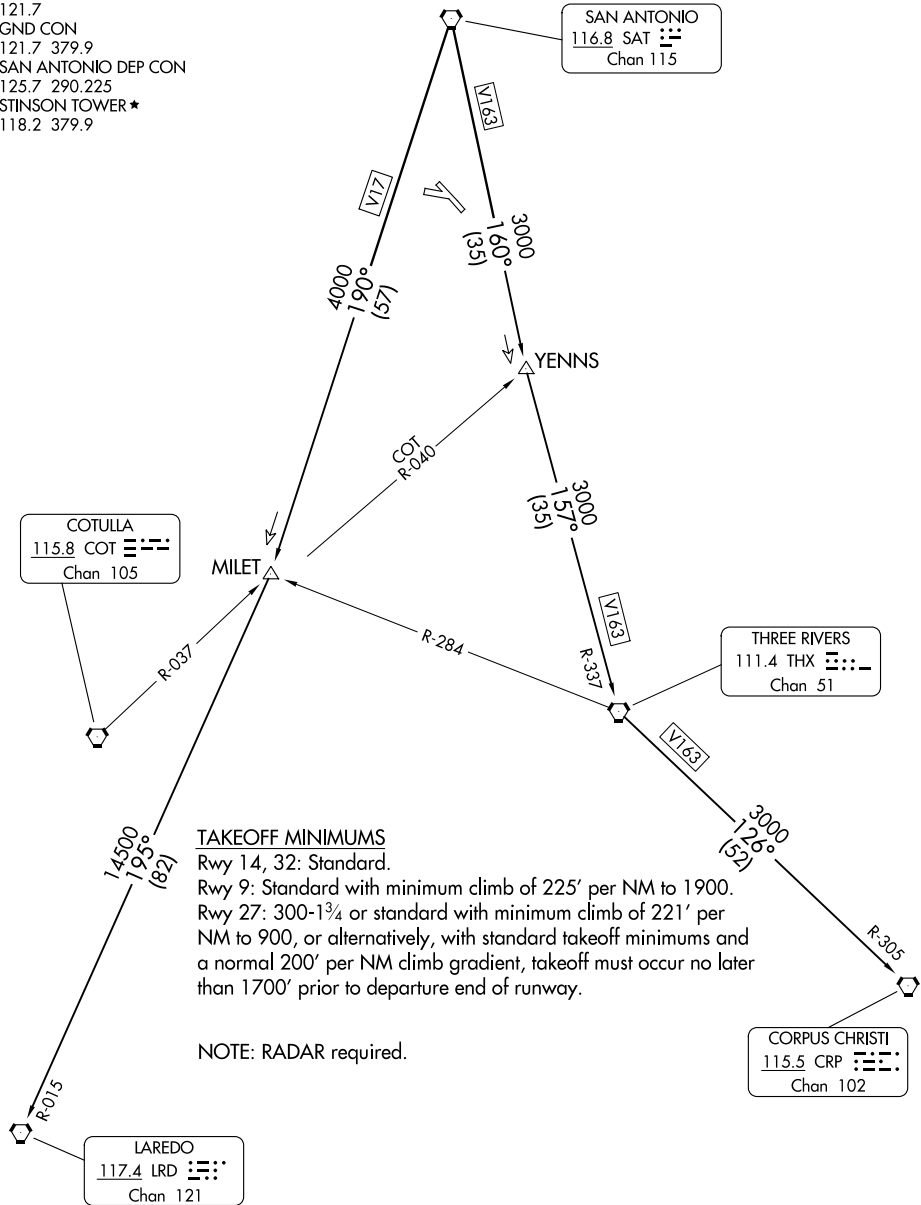 121.7
GND CON
121.7 379.9
SAN ANTONIO DEP CON
125.7 290.225
STINSON TOWER★
118.2 379.9
SAN ANTONIO
116.8 SAT
Chan 115
V163
V17
3000
160°
(35)
4000
190°
(57)
YENNS
COT
R-040
3000
157°
(35)
COTULLA
115.8 COT
Chan 105
MILET
R-037
R-284
V163
R-337
THREE RIVERS
111.4 THX
Chan 51
V163
3000
126°
(52)
14500
195°
(82)
TAKEOFF MINIMUMS
Rwy 14, 32: Standard.
Rwy 9: Standard with minimum climb of 225' per NM to 1900.
Rwy 27: 300-1¾ or standard with minimum climb of 221' per
NM to 900, or alternatively, with standard takeoff minimums and
a normal 200' per NM climb gradient, takeoff must occur no later
than 1700' prior to departure end of runway.
R-305
NOTE: RADAR required.
CORPUS CHRISTI
115.5 CRP
Chan 102
R-015
LAREDO
117.4 LRD
Chan 121